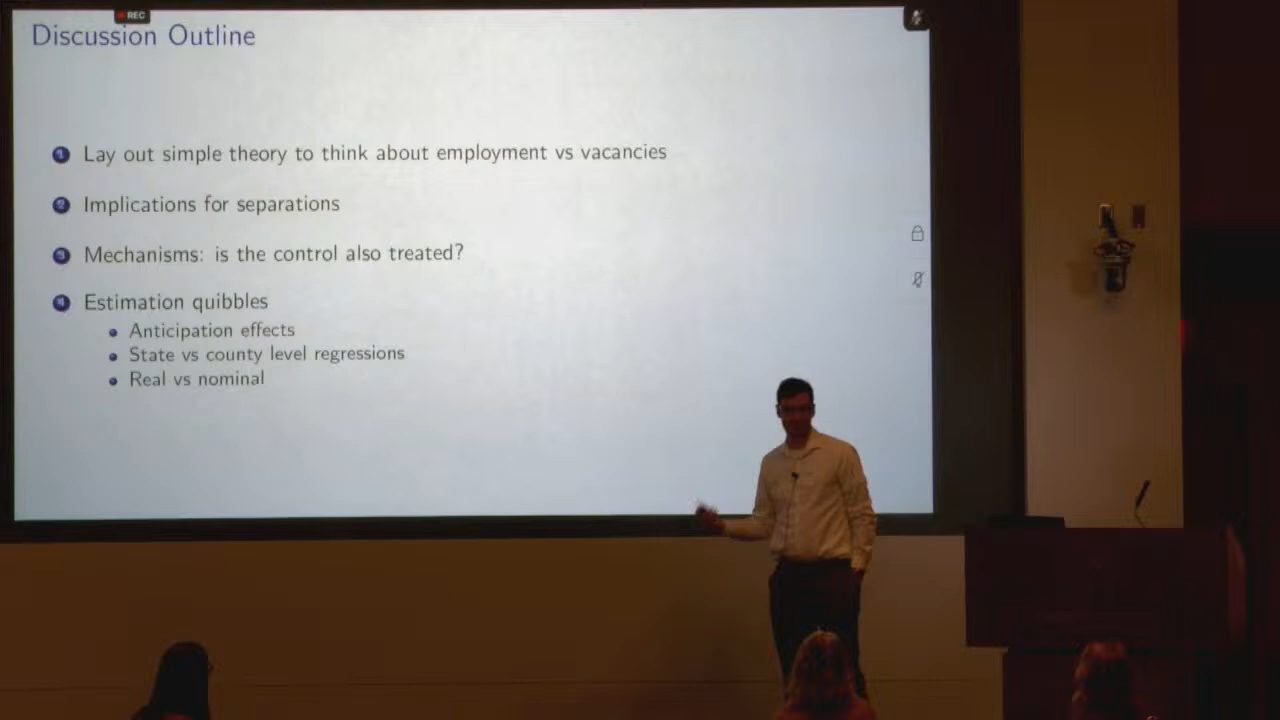 REC
Discussion Outline
1 Lay out simple theory to think about employment vs vacancies
2 Implications for separations
3 Mechanisms: is the control also treated?
4 Estimation quibbles
Anticipation effects
State vs county level regressions
Real vs nominal